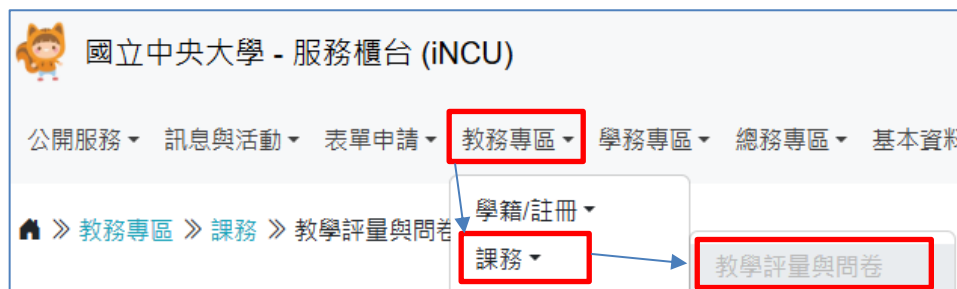 國立中央大學 - 服務櫃台 (iNCU)
公開服務 訊息與活動 表單申請 教務專區 學務專區 總務專區 基本資料
學籍/註冊
教務專區 課務 教學評量與問卷
課務
教學評量與問卷